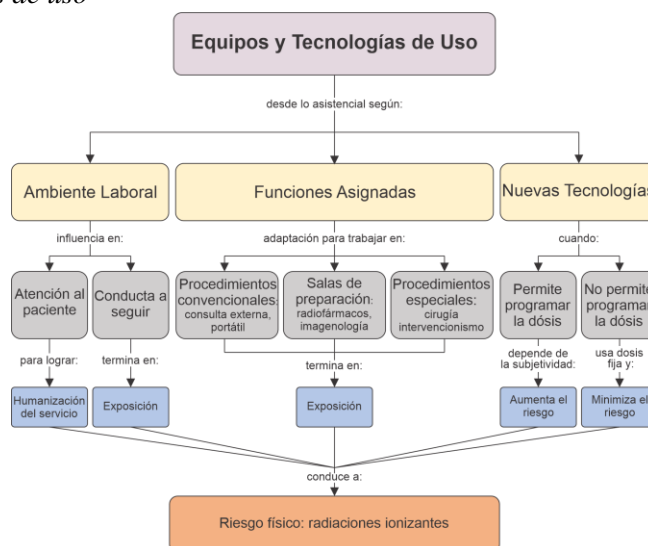 de uso
Equipos y Tecnologías de Uso
desde lo asistencial según:
Ambiente Laboral
Funciones Asignadas
Nuevas Tecnologías
influencia en:
adaptación para trabajar en:
cuando:
Atención al
paciente
Conducta a
seguir
Procedimientos
convencionales:
consulta externa,
portátil
Salas de
preparación:
radiofármacos,
imagenología
Procedimientos
especiales:
cirugía
intervencionismo
Permite
programar
la dósis
No permite
programar
la dósis
para lograr:
termina en:
termina en:
depende de
la subjetividad:
usa dosis
fija y:
Humanización
del servicio
Exposición
Exposición
Aumenta el
riesgo
Minimiza el
riesgo
conduce a:
Riesgo físico: radiaciones ionizantes